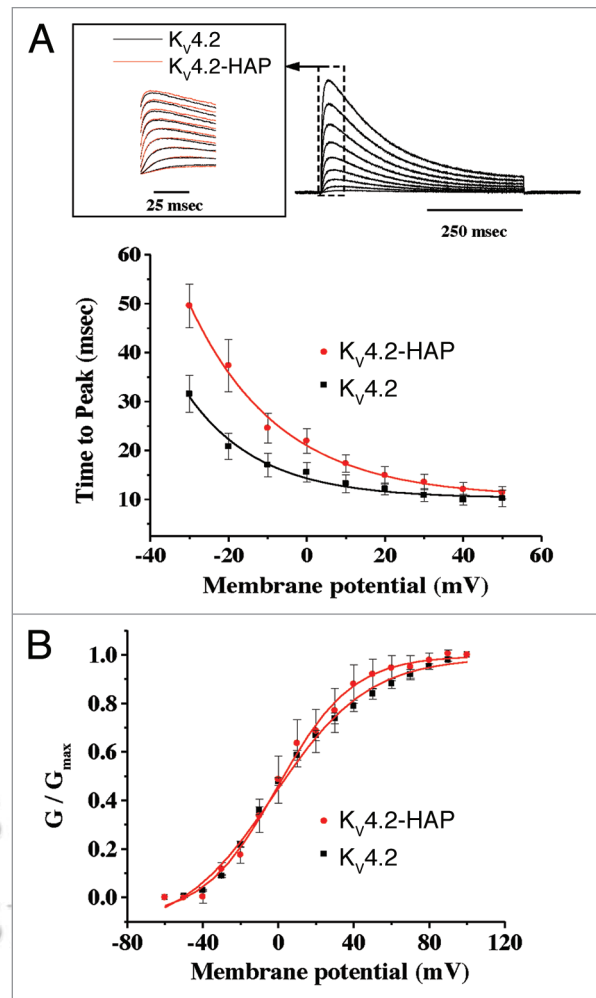 A
Kv4.2
Kv4.2-HAP
25 msec
250 msec
60
50
40
30
20
10
Time to Peak (msec)
Kv4.2-HAP
Kv4.2
-40 -20 0 20 40 60
Membrane potential (mV)
B
1.0
0.8
0.6
0.4
0.2
0.0
G / Gmax
Kv4.2-HAP
Kv4.2
-80 -40 0 40 80 120
Membrane potential (mV)